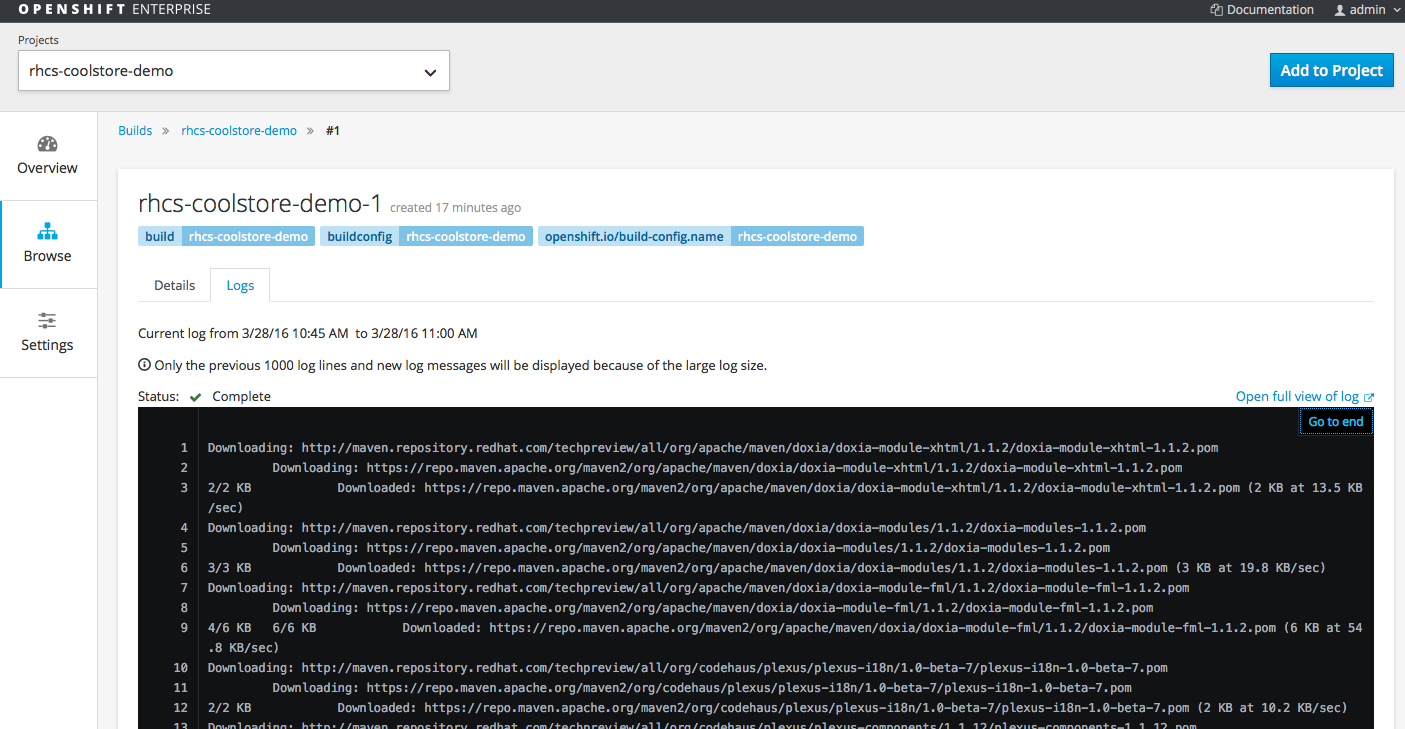 OPENSHIFT ENTERPRISE
Documentation
admin
Projects
rhcs-coolstore-demo
Add to Project
Overview
Browse
Settings
Builds » rhcs-coolstore-demo » #1
rhcs-coolstore-demo-1 created 17 minutes ago
build rhcs-coolstore-demo buildconfig rhcs-coolstore-demo openshift.io/build-config.name rhcs-coolstore-demo
Details Logs
Current log from 3/28/16 10:45 AM to 3/28/16 11:00 AM
Only the previous 1000 log lines and new log messages will be displayed because of the large log size.
Status: Complete
Open full view of log
Go to end
1 Downloading: http://maven.repository.redhat.com/techpreview/all/org/apache/maven/doxia/doxia-module-xhtml/1.1.2/doxia-module-xhtml-1.1.2.pom
2 Downloading: https://repo.maven.apache.org/maven2/org/apache/maven/doxia/doxia-module-xhtml/1.1.2/doxia-module-xhtml-1.1.2.pom
3 2/2 KB Downloaded: https://repo.maven.apache.org/maven2/org/apache/maven/doxia/doxia-module-xhtml/1.1.2/doxia-module-xhtml-1.1.2.pom (2 KB at 13.5 KB
/sec)
4 Downloading: http://maven.repository.redhat.com/techpreview/all/org/apache/maven/doxia/doxia-modules/1.1.2/doxia-modules-1.1.2.pom
5 Downloading: https://repo.maven.apache.org/maven2/org/apache/maven/doxia/doxia-modules/1.1.2/doxia-modules-1.1.2.pom
6 3/3 KB Downloaded: https://repo.maven.apache.org/maven2/org/apache/maven/doxia/doxia-modules/1.1.2/doxia-modules-1.1.2.pom (3 KB at 19.8 KB/sec)
7 Downloading: http://maven.repository.redhat.com/techpreview/all/org/apache/maven/doxia/doxia-module-fml/1.1.2/doxia-module-fml-1.1.2.pom
8 Downloading: https://repo.maven.apache.org/maven2/org/apache/maven/doxia/doxia-module-fml/1.1.2/doxia-module-fml-1.1.2.pom
9 4/6 KB 6/6 KB Downloaded: https://repo.maven.apache.org/maven2/org/apache/maven/doxia/doxia-module-fml/1.1.2/doxia-module-fml-1.1.2.pom (6 KB at 54
.8 KB/sec)
10 Downloading: http://maven.repository.redhat.com/techpreview/all/org/codehaus/plexus/plexus-i18n/1.0-beta-7/plexus-i18n-1.0-beta-7.pom
11 Downloading: https://repo.maven.apache.org/maven2/org/codehaus/plexus/plexus-i18n/1.0-beta-7/plexus-i18n-1.0-beta-7.pom
12 2/2 KB Downloaded: https://repo.maven.apache.org/maven2/org/codehaus/plexus/plexus-i18n/1.0-beta-7/plexus-i18n-1.0-beta-7.pom (2 KB at 10.2 KB/sec)
13 Downloading: http://maven.repository.redhat.com/techpreview/all/org/codehaus/plexus/plexus-components/1.1.12/plexus-components-1.1.12.pom